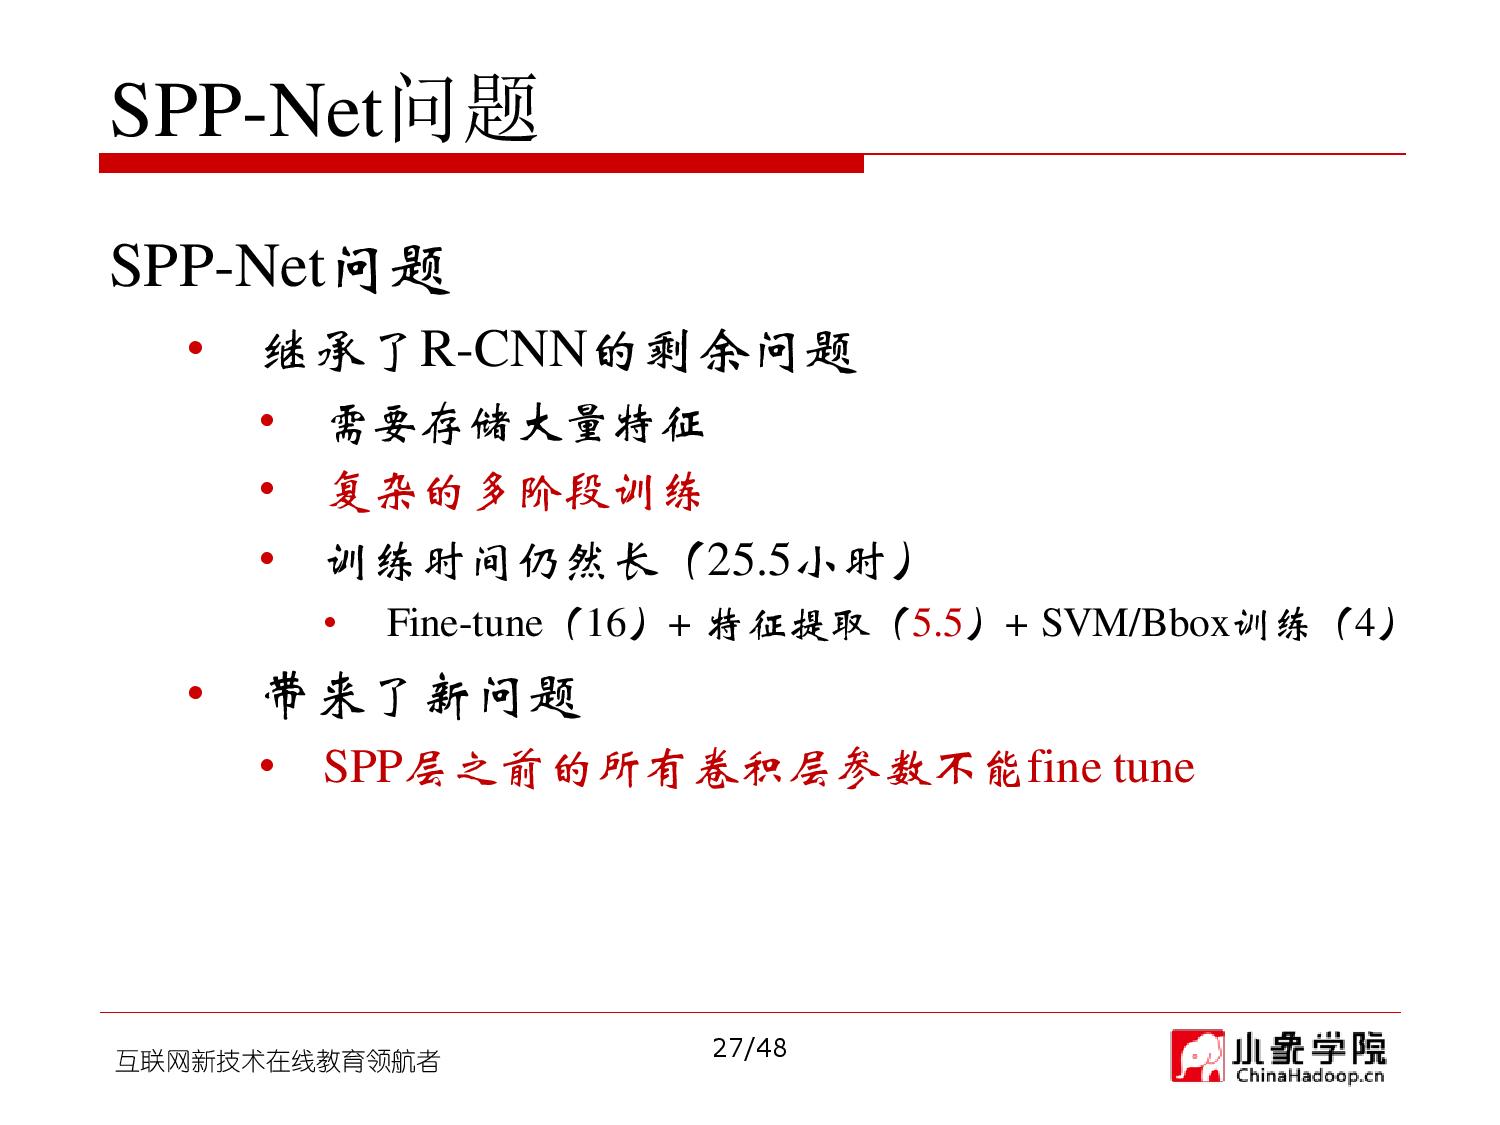 SPP-Net问题
SPP-Net问题
• 继承了R-CNN的剩余问题
• 需要存储大量特征
• 复杂的多阶段训练
• 训练时间仍然长（25.5小时）
• Fine-tune（16）+ 特征提取（5.5）+ SVM/Bbox训练（4）
• 带来了新问题
• SPP层之前的所有卷积层参数不能fine tune
互联网新技术在线教育领航者
27/48
小象学院
ChinaHadoop.cn